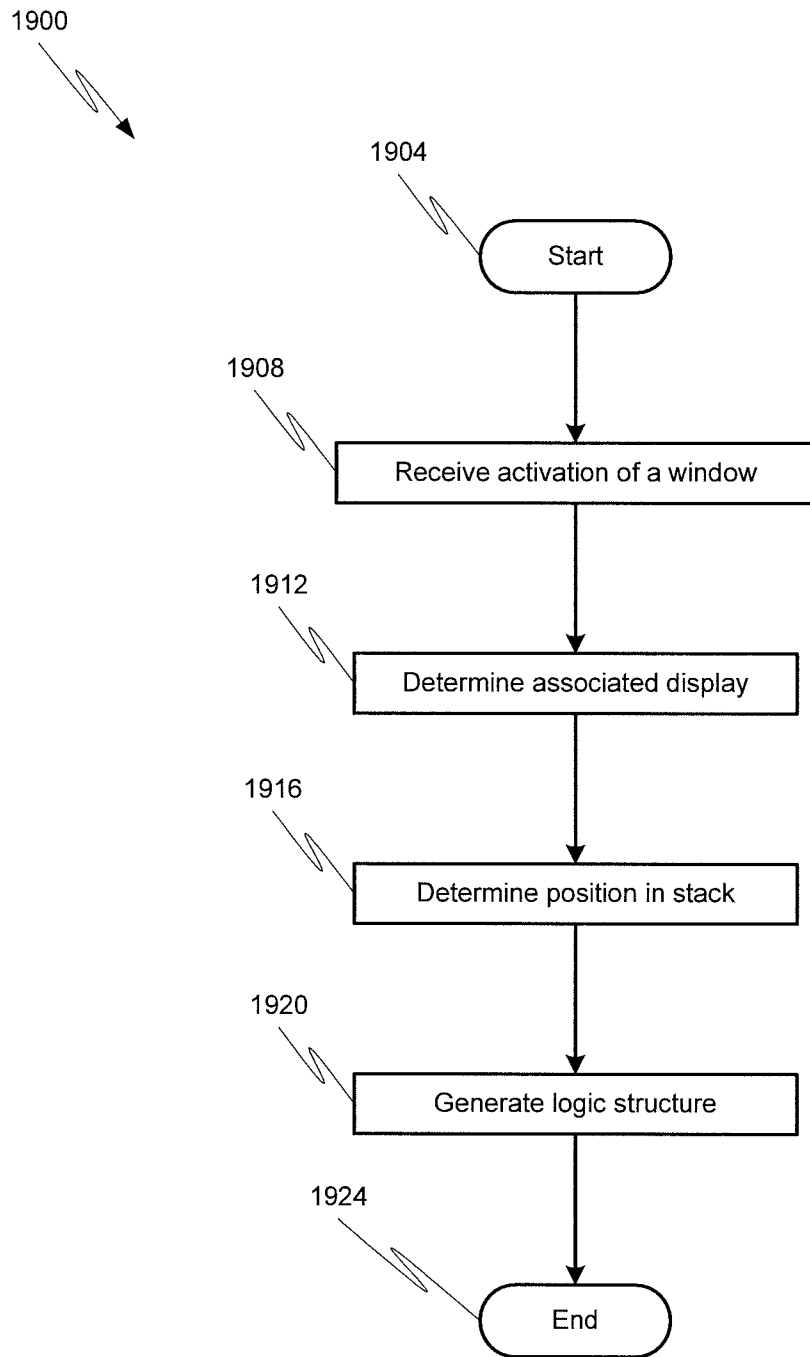 1900
1904
Start
1908
Receive activation of a window
1912
Determine associated display
1916
Determine position in stack
1920
Generate logic structure
1924
End